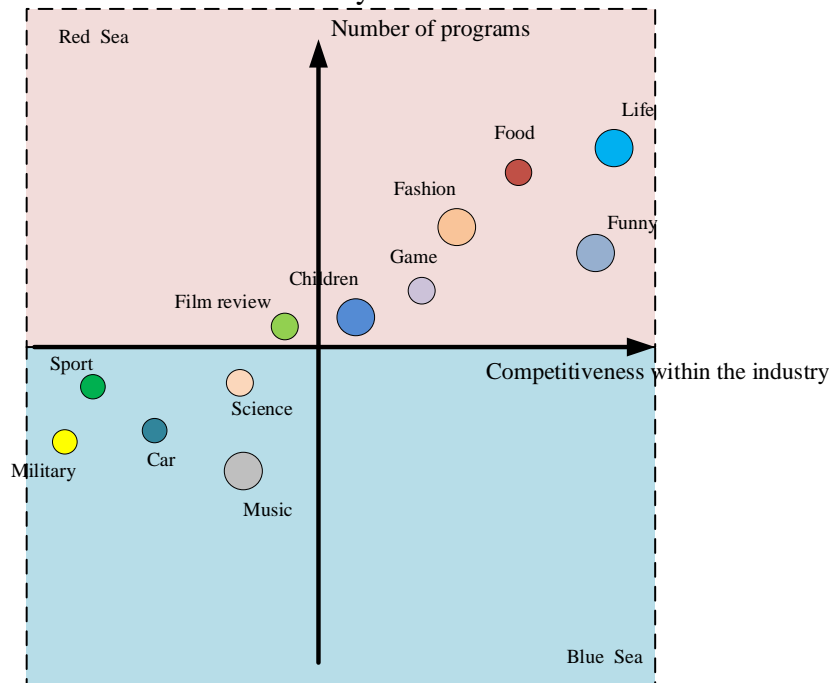 Number of programs
Red Sea
Life
Food
Fashion
Funny
Game
Children
Film review
Sport
Competitiveness within the industry
Science
Car
Military
Music
Blue Sea